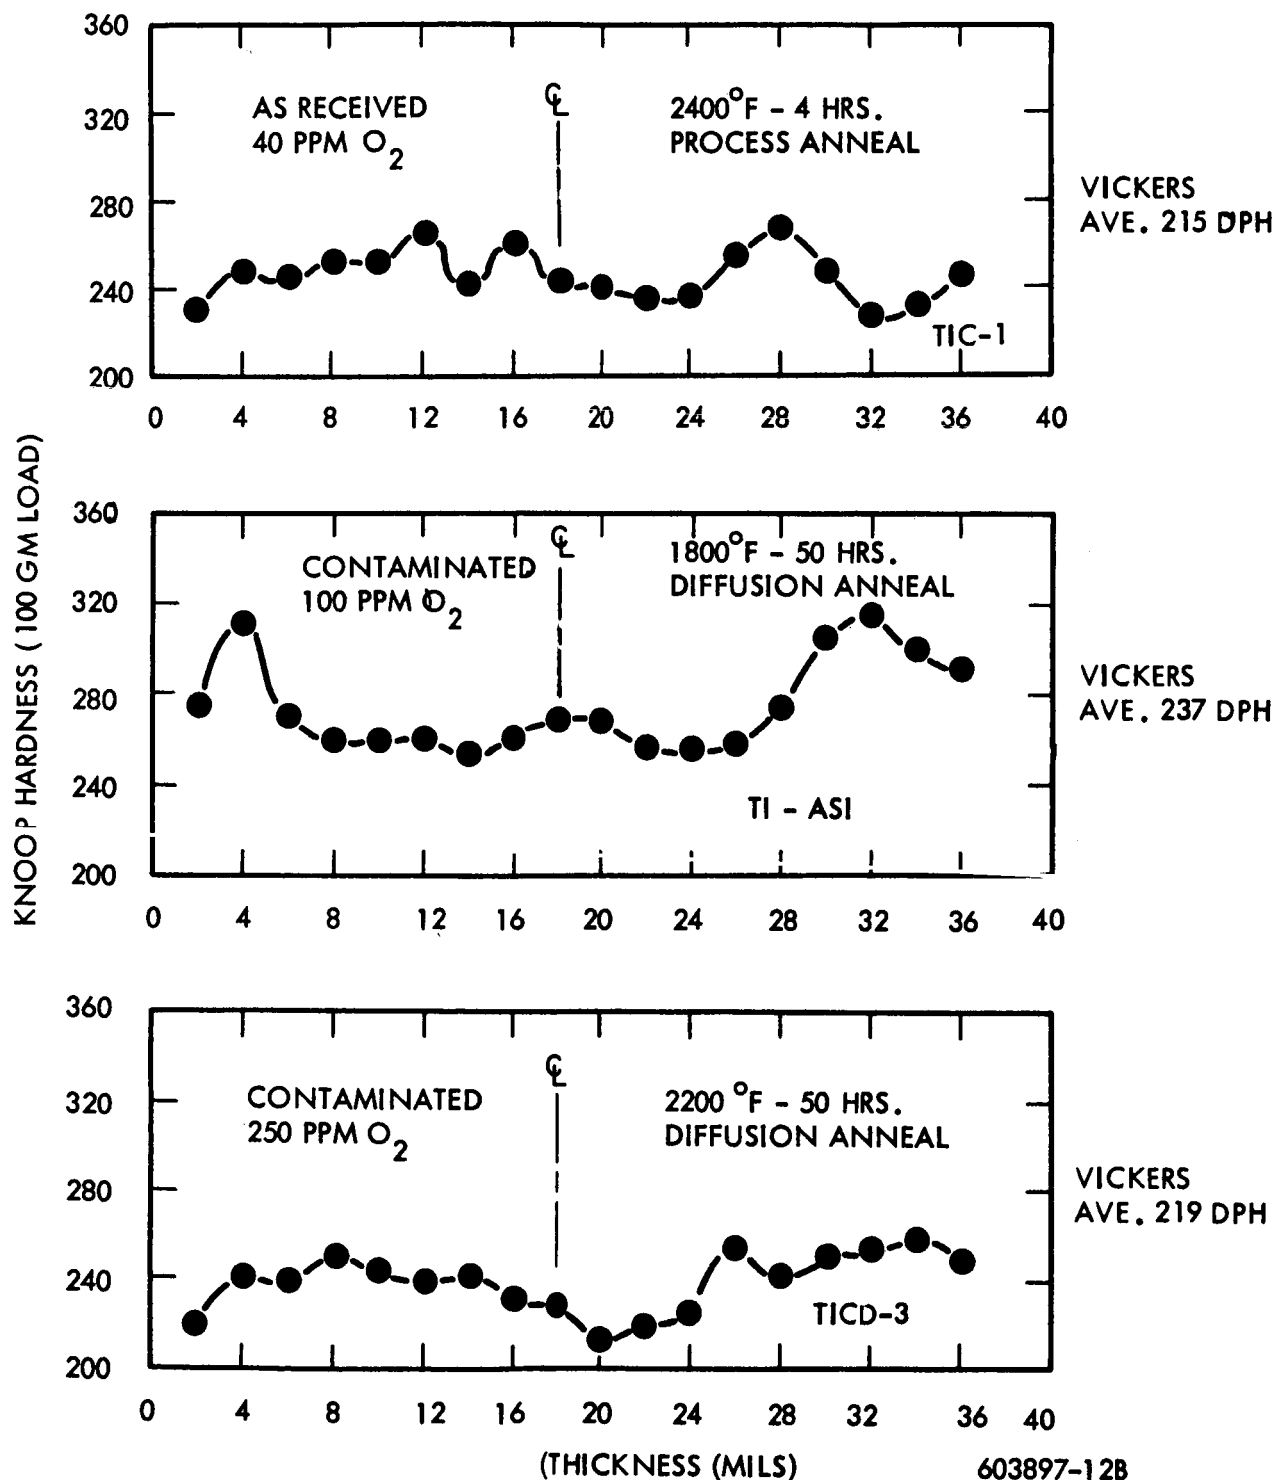 360
320
280
240
200
AS RECEIVED
40 PPM O2
℄
2400°F - 4 HRS.
PROCESS ANNEAL
TIC-1
VICKERS
AVE. 215 DPH
0 4 8 12 16 20 24 28 32 36 40
KNOOP HARDNESS ( 100 GM LOAD)
360
320
280
240
200
CONTAMINATED
100 PPM O2
℄
1800°F - 50 HRS.
DIFFUSION ANNEAL
TI - ASI
VICKERS
AVE. 237 DPH
0 4 8 12 16 20 24 28 32 36 40
360
320
280
240
200
CONTAMINATED
250 PPM O2
℄
2200 °F - 50 HRS.
DIFFUSION ANNEAL
TICD-3
VICKERS
AVE. 219 DPH
0 4 8 12 16 20 24 28 32 36 40
(THICKNESS (MILS)
603897-12B